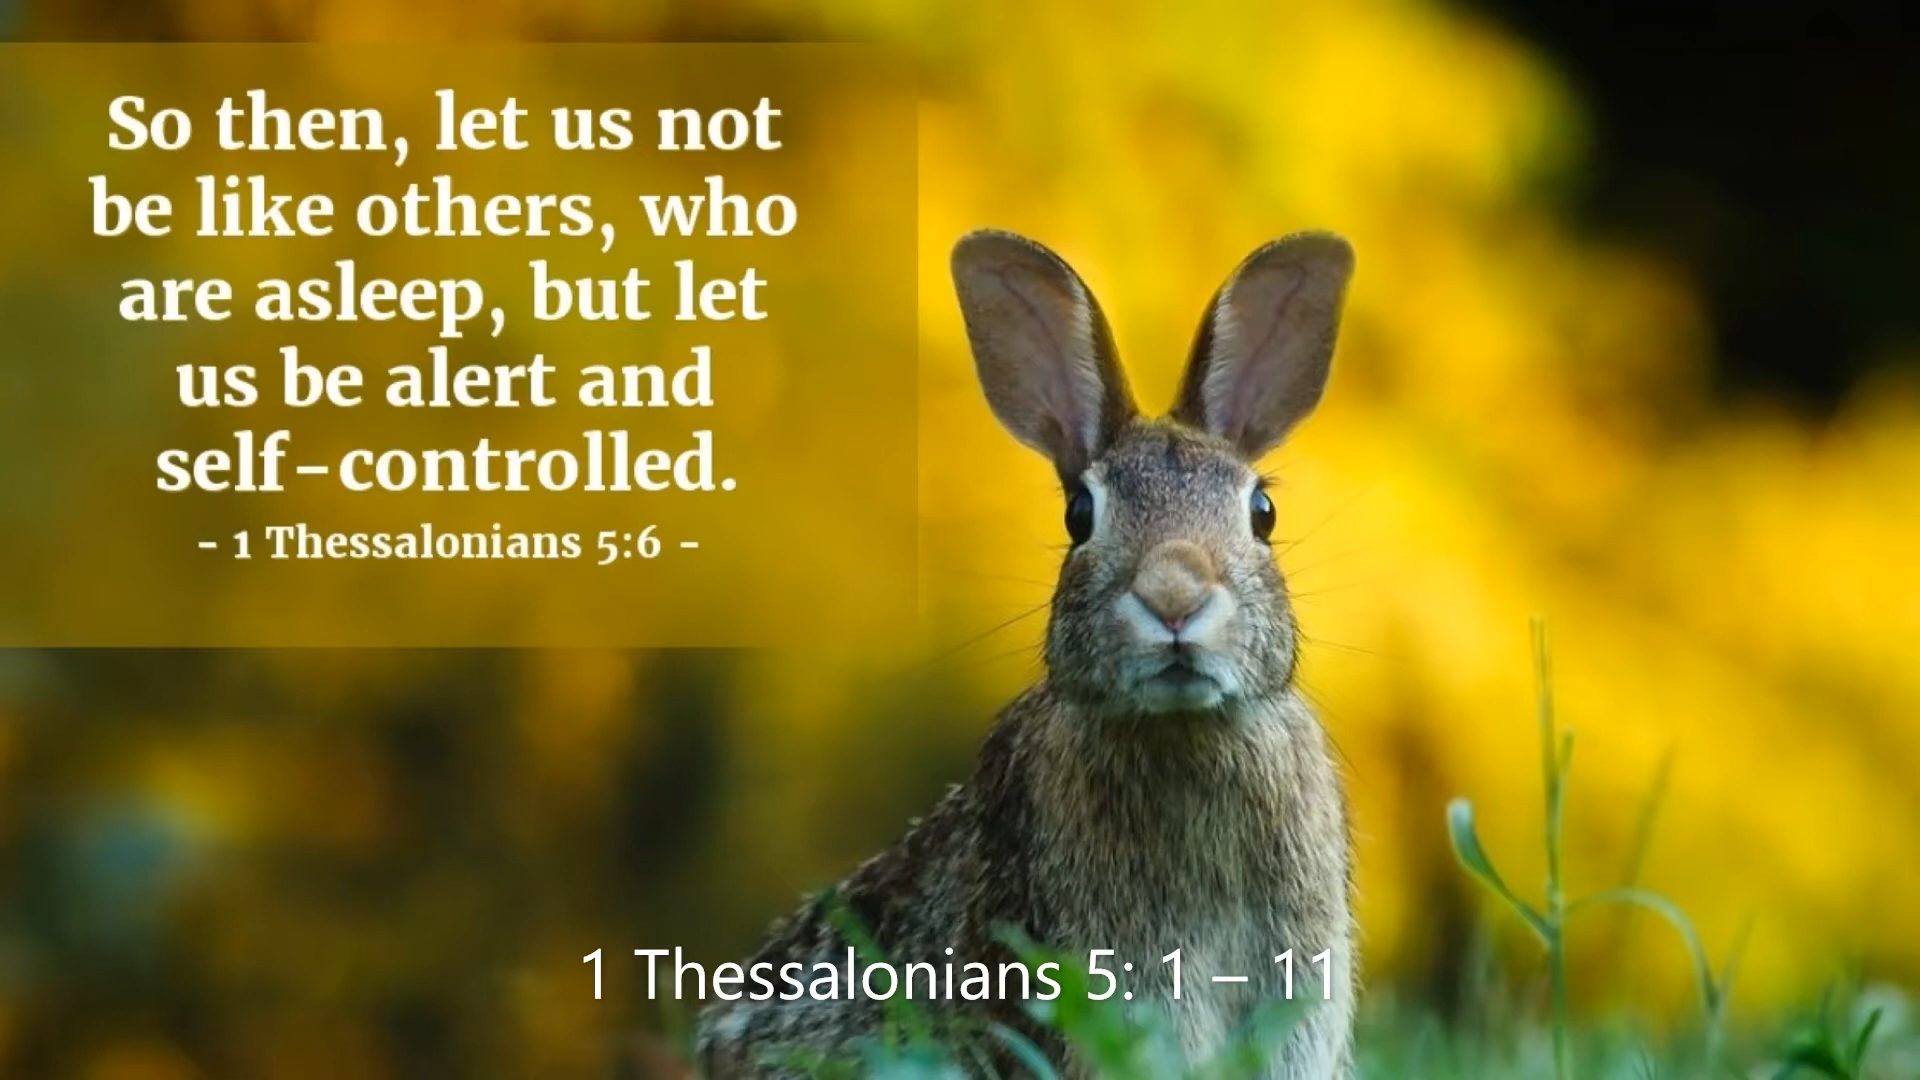 So then, let us not
be like others, who
are asleep, but let
us be alert and
self-controlled.
- 1 Thessalonians 5:6 -
1 Thessalonians 5: 1 – 11